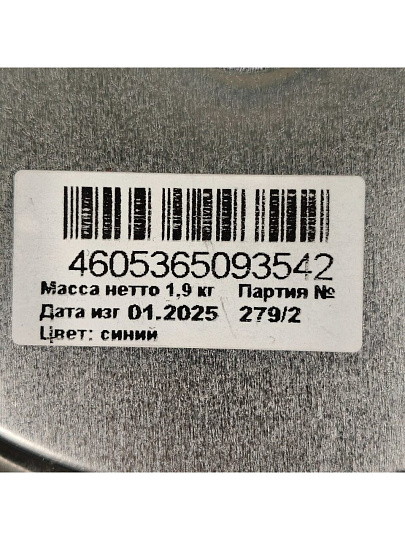 4605365093542
Масса нетто 1,9 кг Партия №
Дата изг 01.2025 279/2
Цвет: синий